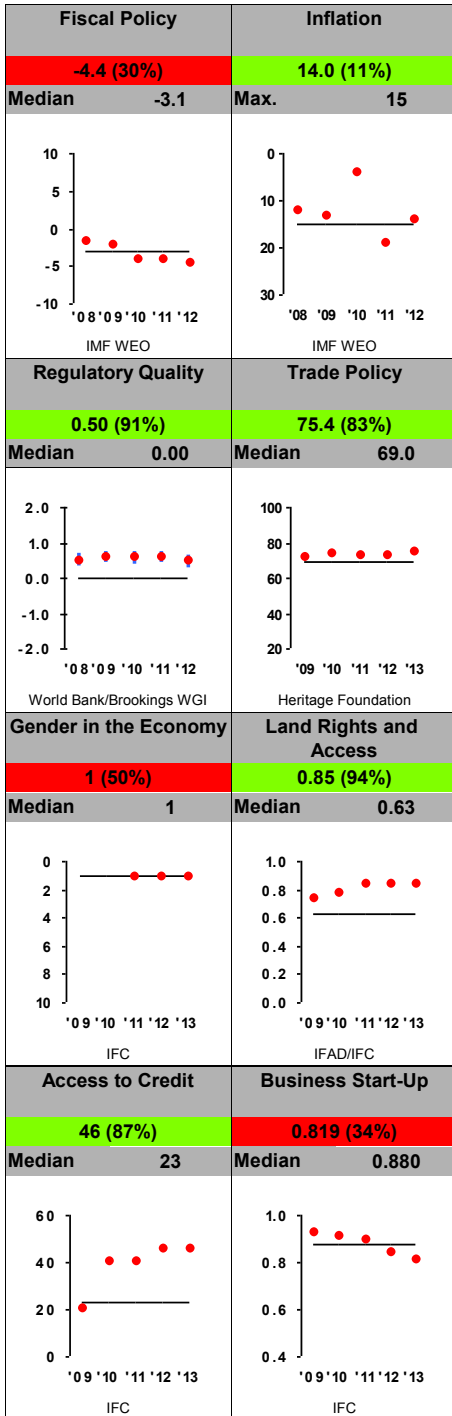 Fiscal Policy
-4.4 (30%)
Median -3.1
10
5
0
-5
-10
'08 '09 '10 '11 '12
IMF WEO
Inflation
14.0 (11%)
Max. 15
0
10
20
30
'08 '09 '10 '11 '12
IMF WEO
Regulatory Quality
0.50 (91%)
Median 0.00
2.0
1.0
0.0
-1.0
-2.0
'08 '09 '10 '11 '12
World Bank/Brookings WGI
Trade Policy
75.4 (83%)
Median 69.0
100
80
60
40
20
'09 '10 '11 '12 '13
Heritage Foundation
Gender in the Economy
1 (50%)
Median 1
0
2
4
6
8
10
'09 '10 '11 '12 '13
IFC
Land Rights and
Access
0.85 (94%)
Median 0.63
1.0
0.8
0.6
0.4
0.2
0.0
'09 '10 '11 '12 '13
IFAD/IFC
Access to Credit
46 (87%)
Median 23
60
40
20
0
'09 '10 '11 '12 '13
IFC
Business Start-Up
0.819 (34%)
Median 0.880
1.0
0.8
0.6
0.4
'09 '10 '11 '12 '13
IFC